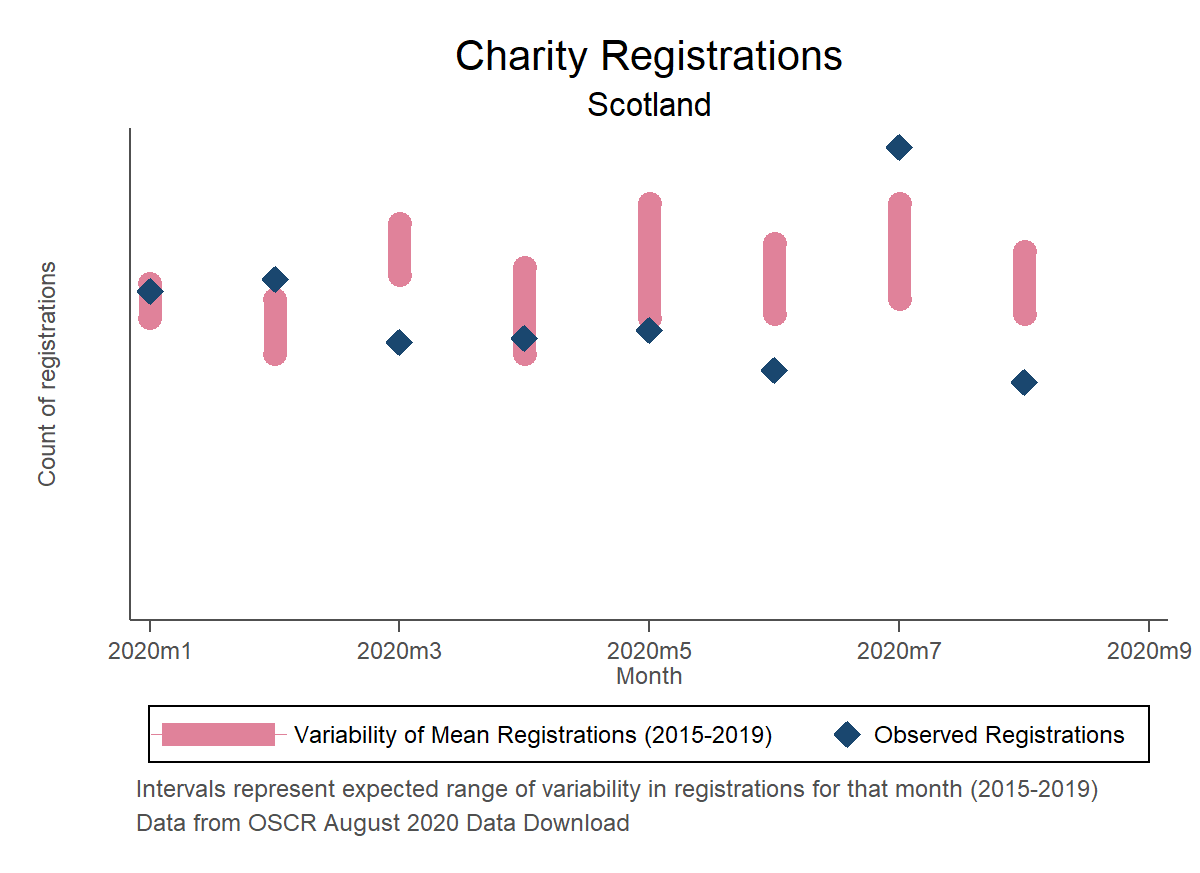 Charity Registrations
Scotland
Count of registrations
2020m1 2020m3 2020m5 2020m7 2020m9
Month
Variability of Mean Registrations (2015-2019) Observed Registrations
Intervals represent expected range of variability in registrations for that month (2015-2019)
Data from OSCR August 2020 Data Download